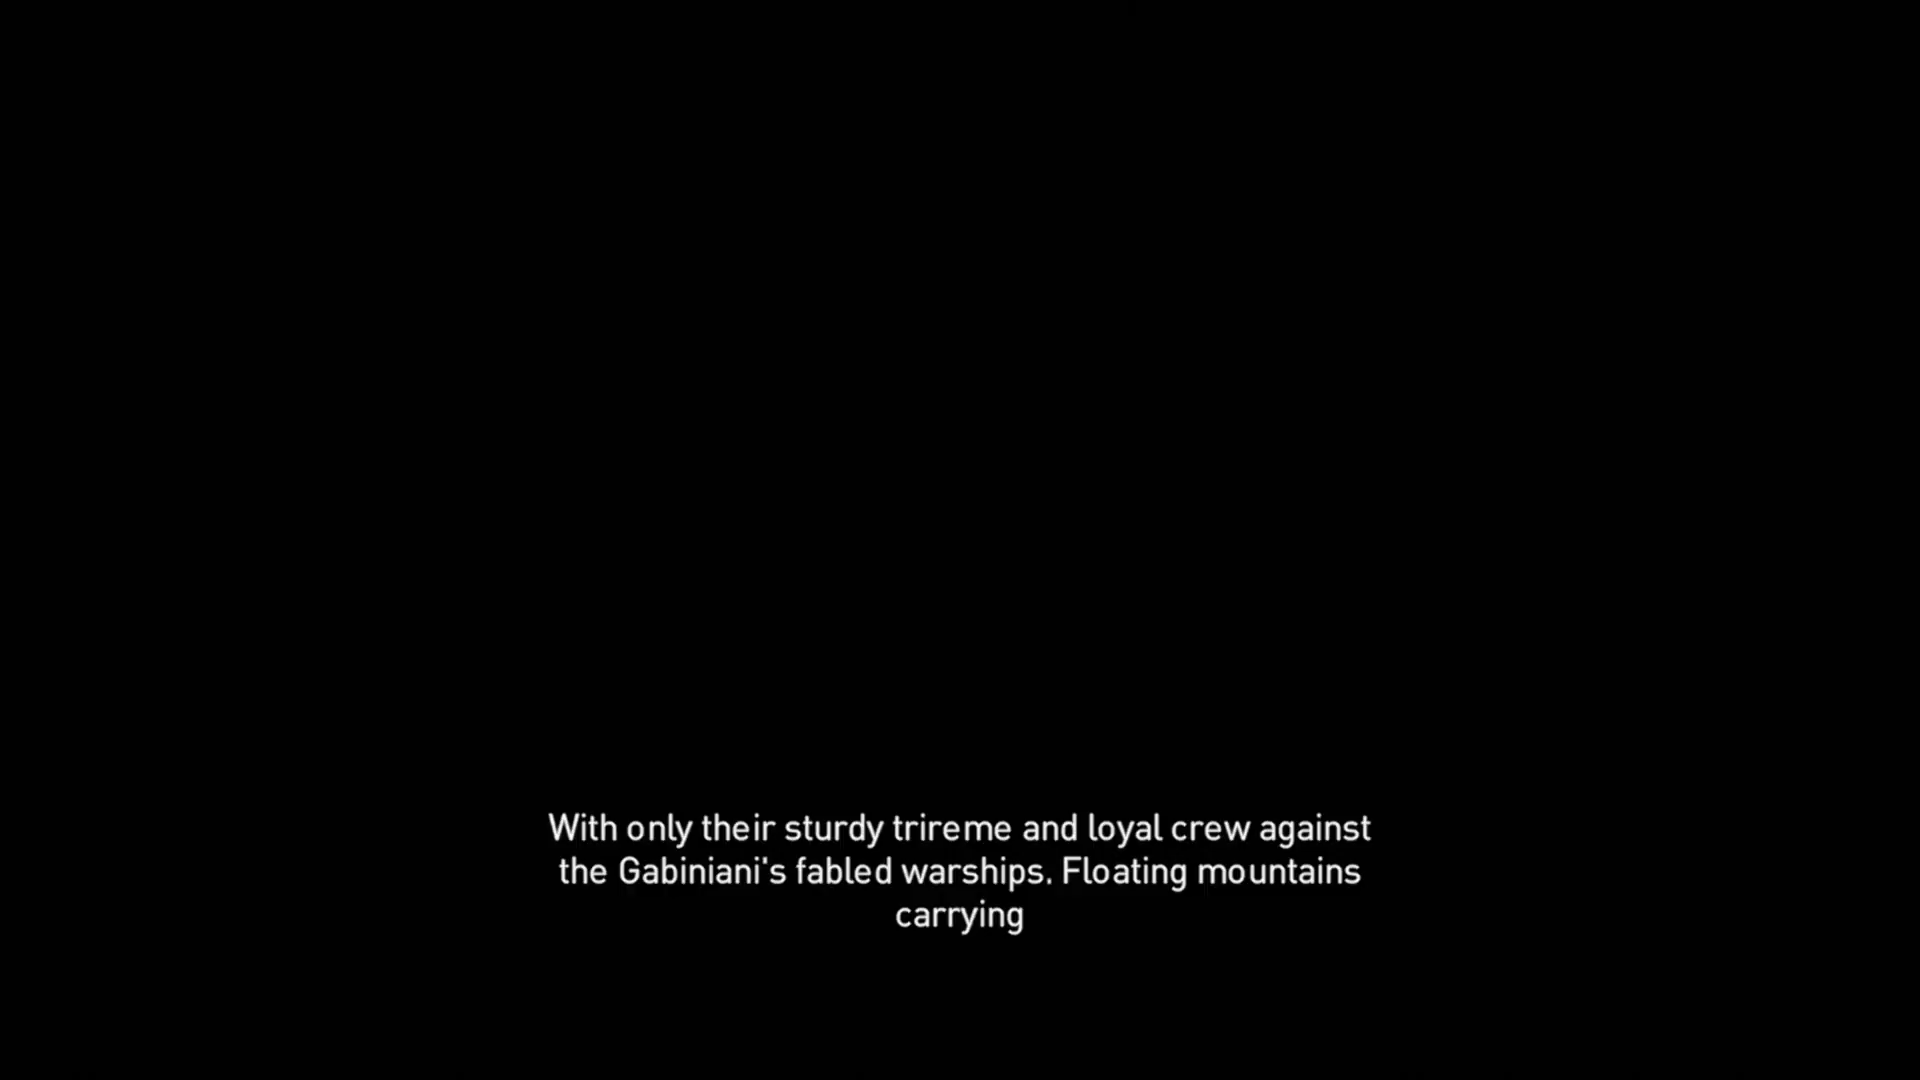 With only their sturdy trireme and loyal crew against
the Gabiniani's fabled warships. Floating mountains
carrying